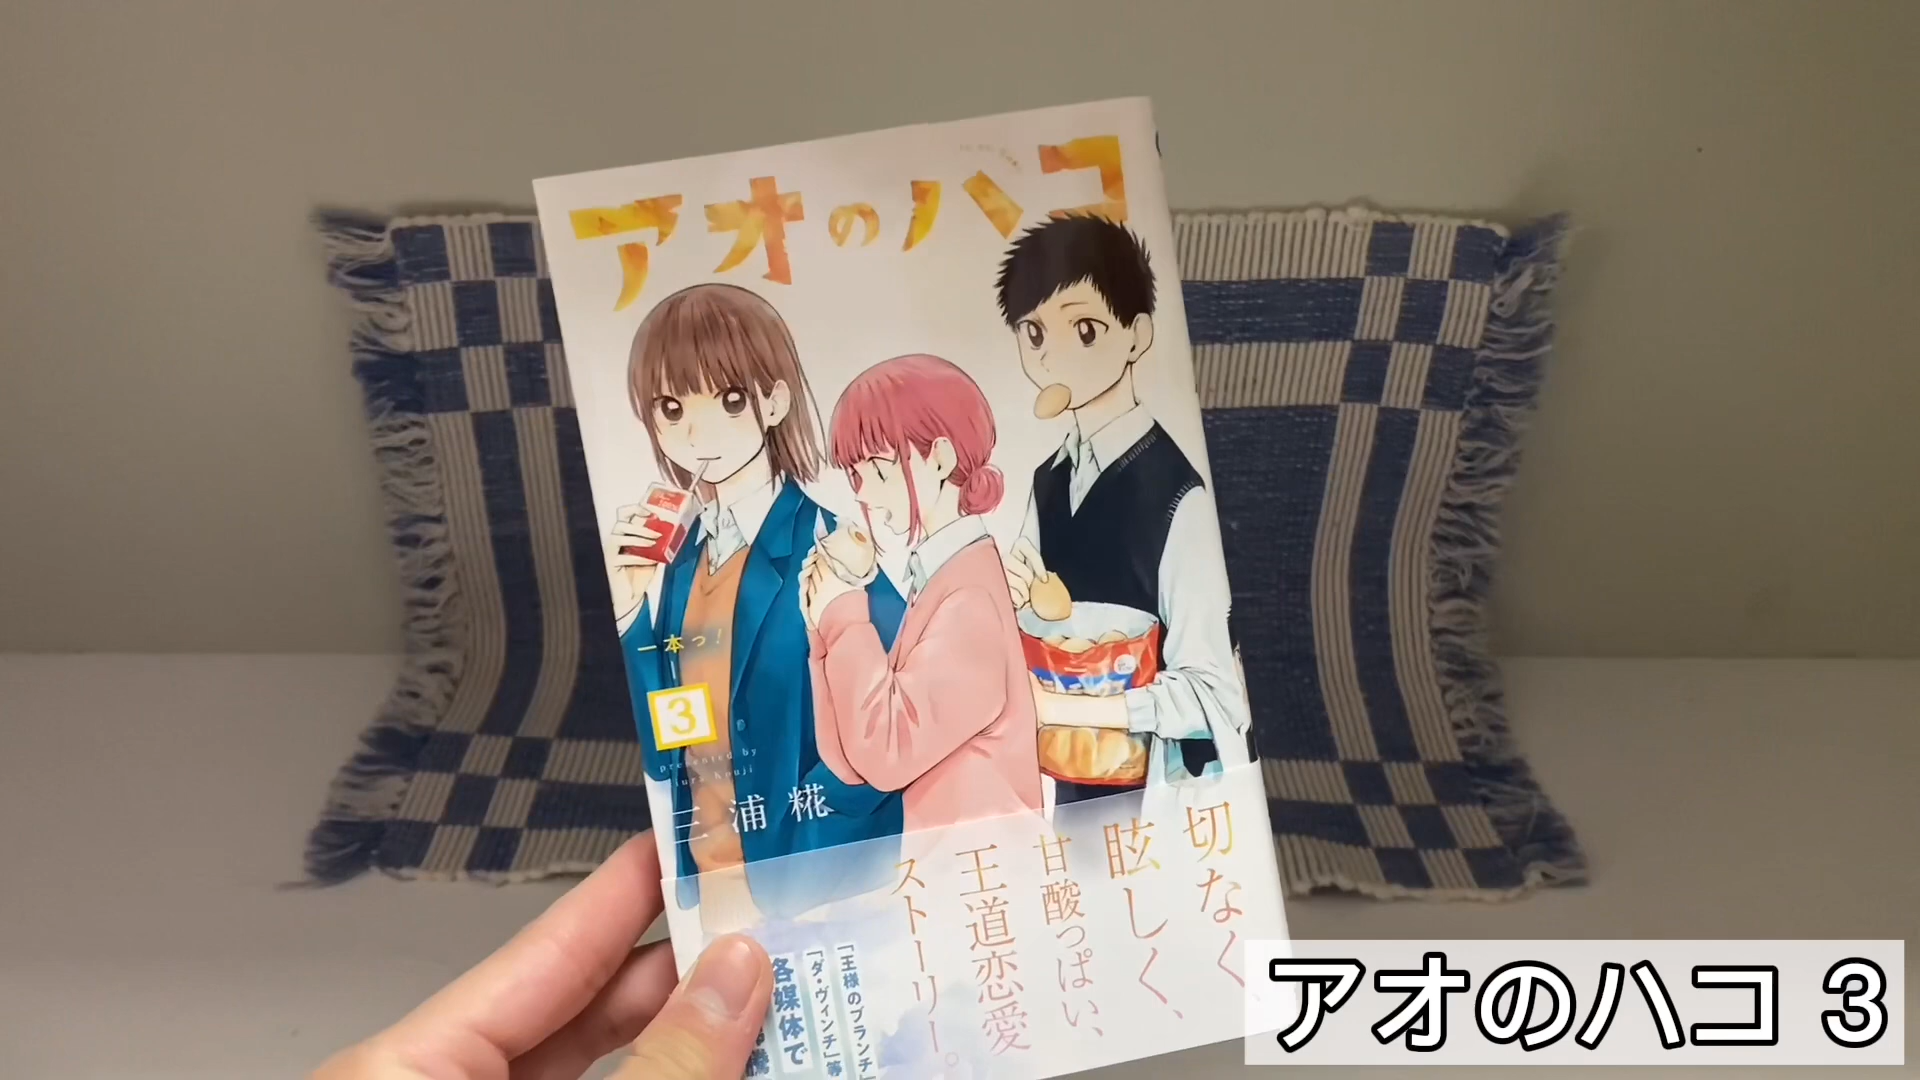 アオのハコ
一本っ!
3
presented by
三浦糀
切なく、
眩しく、
甘酸っぱい、
王道恋愛
ストーリー。
「王様のブランチ」
「ダ・ヴィンチ」等
各媒体で
アオのハコ 3